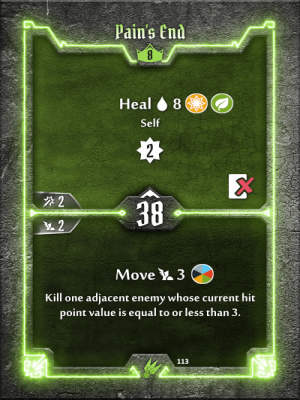 Pain's End
8
Heal 8
Self
2
2
38
2
Move 3
Kill one adjacent enemy whose current hit
point value is equal to or less than 3.
113